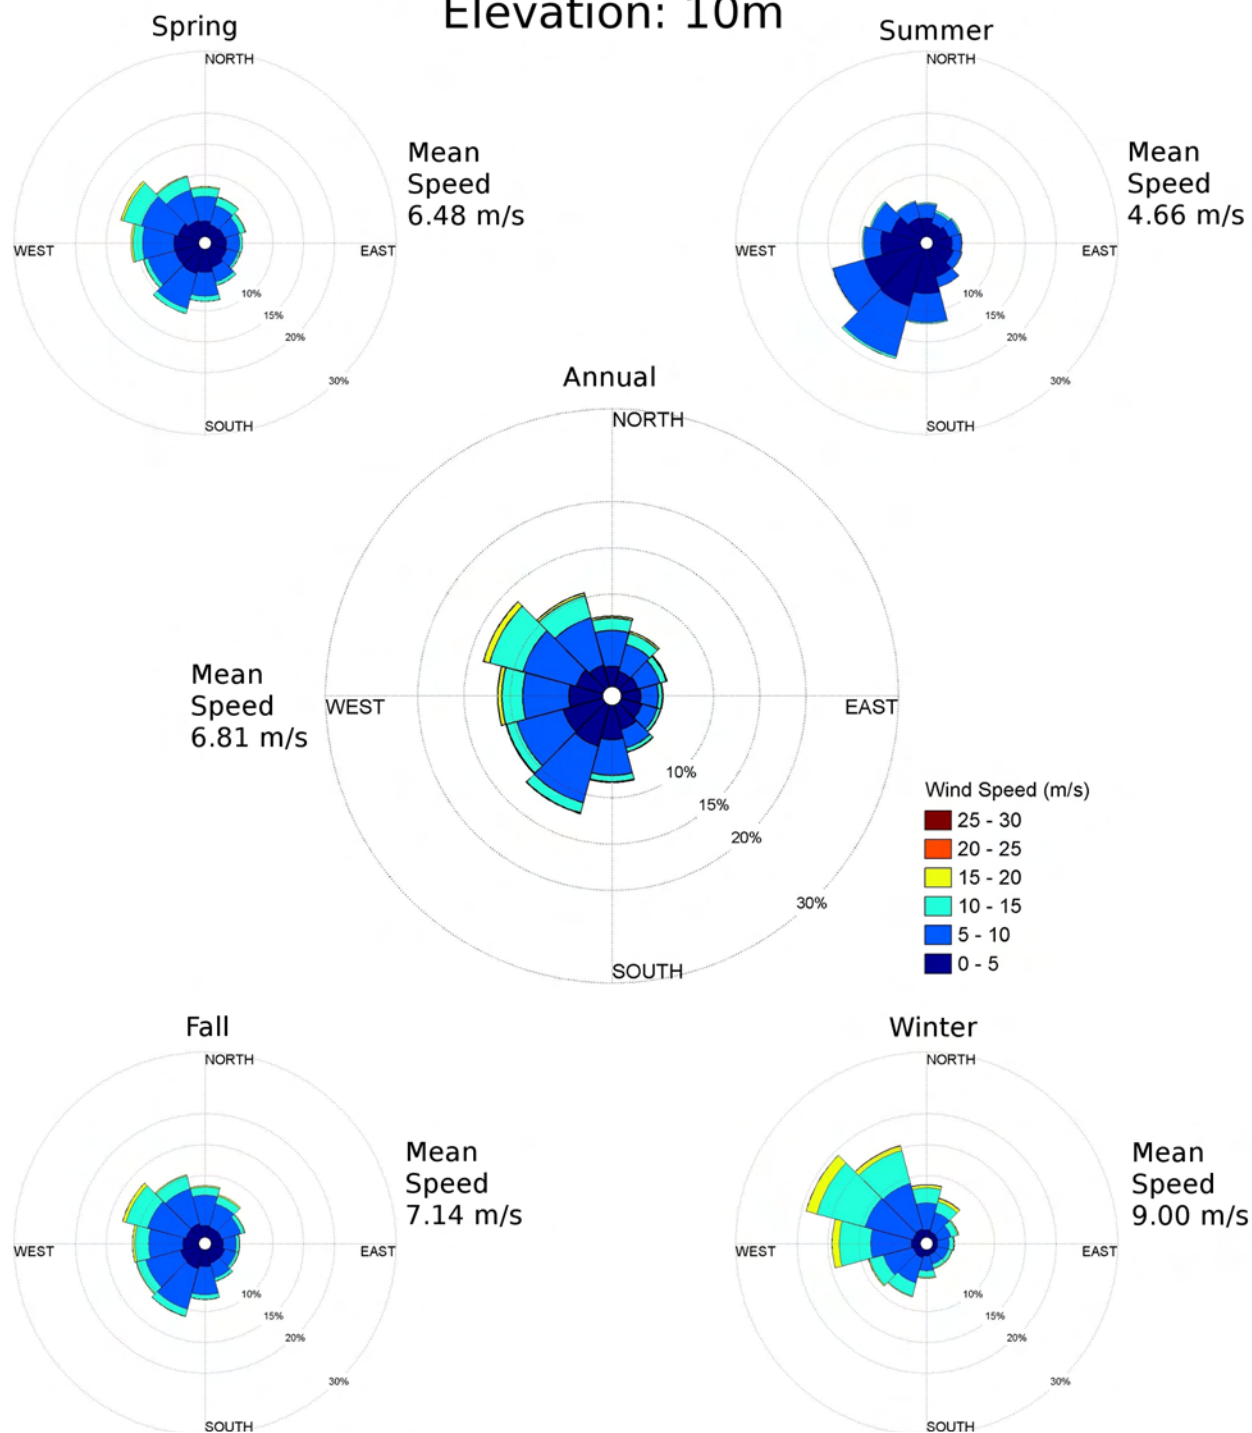 Elevation: 10m
Spring
NORTH
WEST
EAST
SOUTH
10%
15%
20%
30%
Mean
Speed
6.48 m/s
Summer
NORTH
WEST
EAST
SOUTH
10%
15%
20%
30%
Mean
Speed
4.66 m/s
Annual
NORTH
WEST
EAST
SOUTH
10%
15%
20%
30%
Mean
Speed
6.81 m/s
Wind Speed (m/s)
25 - 30
20 - 25
15 - 20
10 - 15
5 - 10
0 - 5
Fall
NORTH
WEST
EAST
SOUTH
10%
15%
20%
30%
Mean
Speed
7.14 m/s
Winter
NORTH
WEST
EAST
SOUTH
10%
15%
20%
30%
Mean
Speed
9.00 m/s